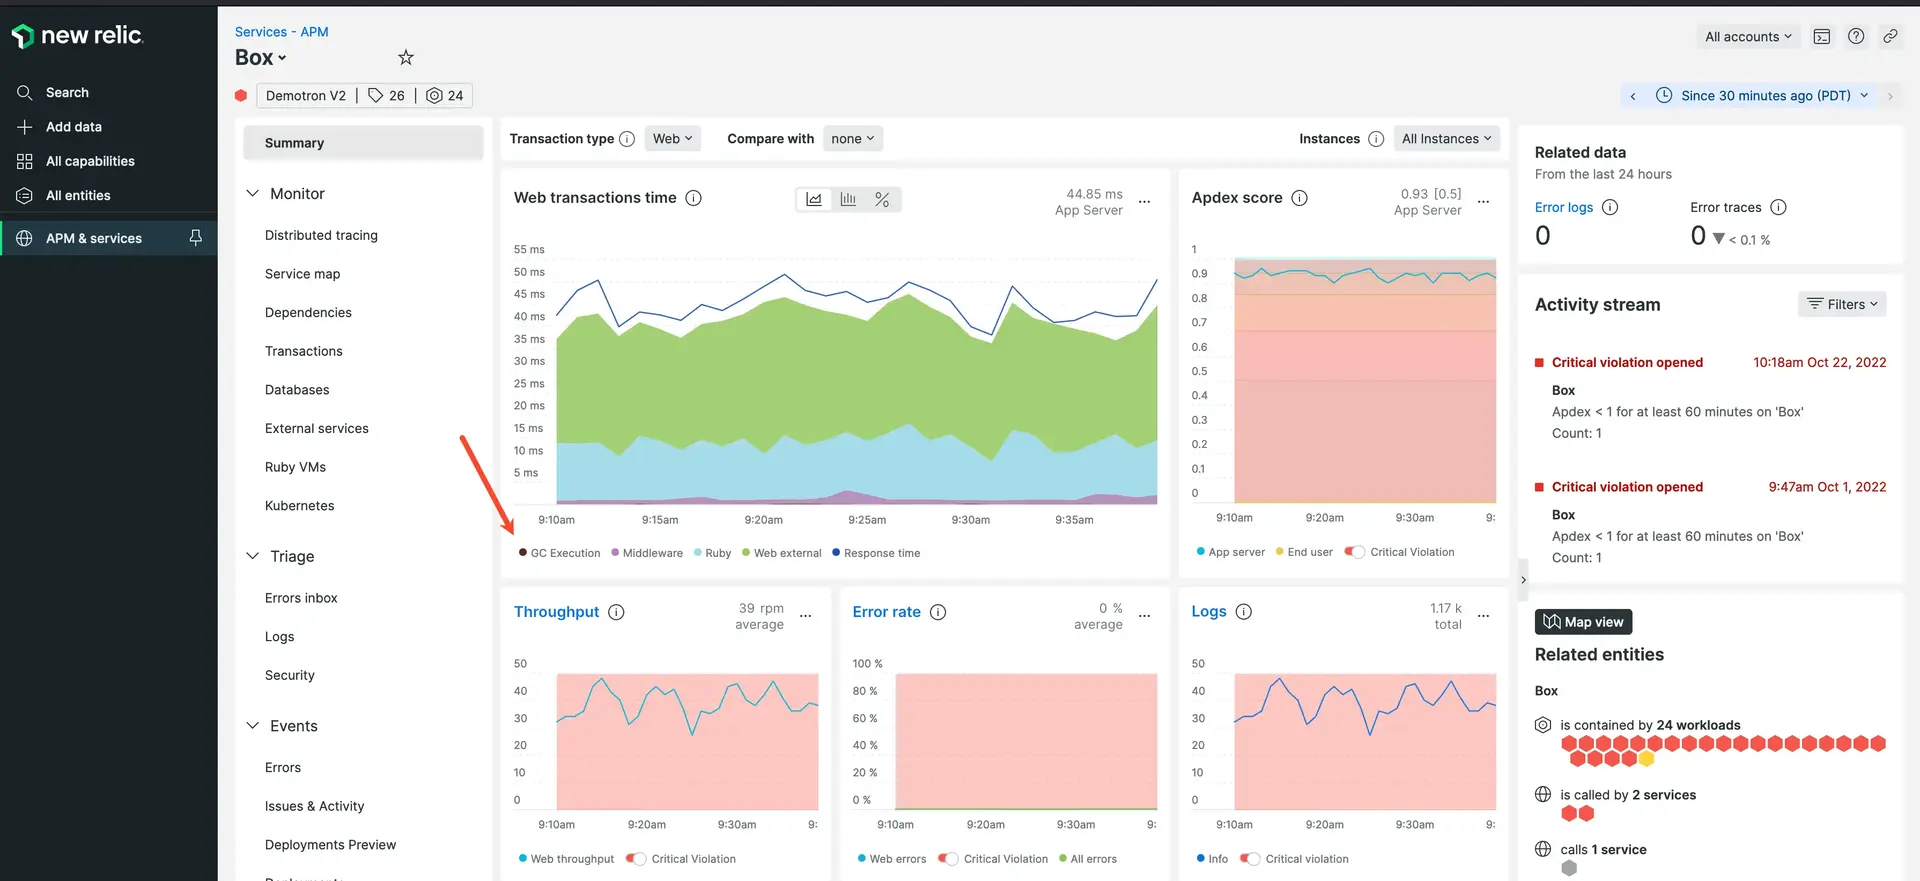 new relic.
Search
Add data
All capabilities
All entities
APM & services
Services - APM
Box
Demotron V2 | 26 | 24
All accounts
Since 30 minutes ago (PDT)
Summary
Monitor
Distributed tracing
Service map
Dependencies
Transactions
Databases
External services
Ruby VMs
Kubernetes
Triage
Errors inbox
Logs
Security
Events
Errors
Issues & Activity
Deployments Preview
Transaction type Web Compare with none
Instances All Instances
Web transactions time
%
44.85 ms
App Server
55 ms
50 ms
45 ms
40 ms
35 ms
30 ms
25 ms
20 ms
15 ms
10 ms
5 ms
9:10am 9:15am 9:20am 9:25am 9:30am 9:35am
GC Execution Middleware Ruby Web external Response time
Apdex score
0.93 [0.5]
App Server
1
0.9
0.8
0.7
0.6
0.5
0.4
0.3
0.2
0.1
0
9:10am 9:20am 9:30am 9:
App server End user Critical Violation
Throughput
39 rpm
average
50
40
30
20
10
0
9:10am 9:20am 9:30am 9:
Web throughput Critical Violation
Error rate
0 %
average
100 %
80 %
60 %
40 %
20 %
0 %
9:10am 9:20am 9:30am 9:
Web errors Critical Violation All errors
Logs
1.17 k
total
50
40
30
20
10
0
9:10am 9:20am 9:30am 9:
Info Critical violation
Related data
From the last 24 hours
Error logs Error traces
0 0 < 0.1 %
Activity stream Filters
Critical violation opened 10:18am Oct 22, 2022
Box
Apdex < 1 for at least 60 minutes on 'Box'
Count: 1
Critical violation opened 9:47am Oct 1, 2022
Box
Apdex < 1 for at least 60 minutes on 'Box'
Count: 1
Map view
Related entities
Box
is contained by 24 workloads
is called by 2 services
calls 1 service